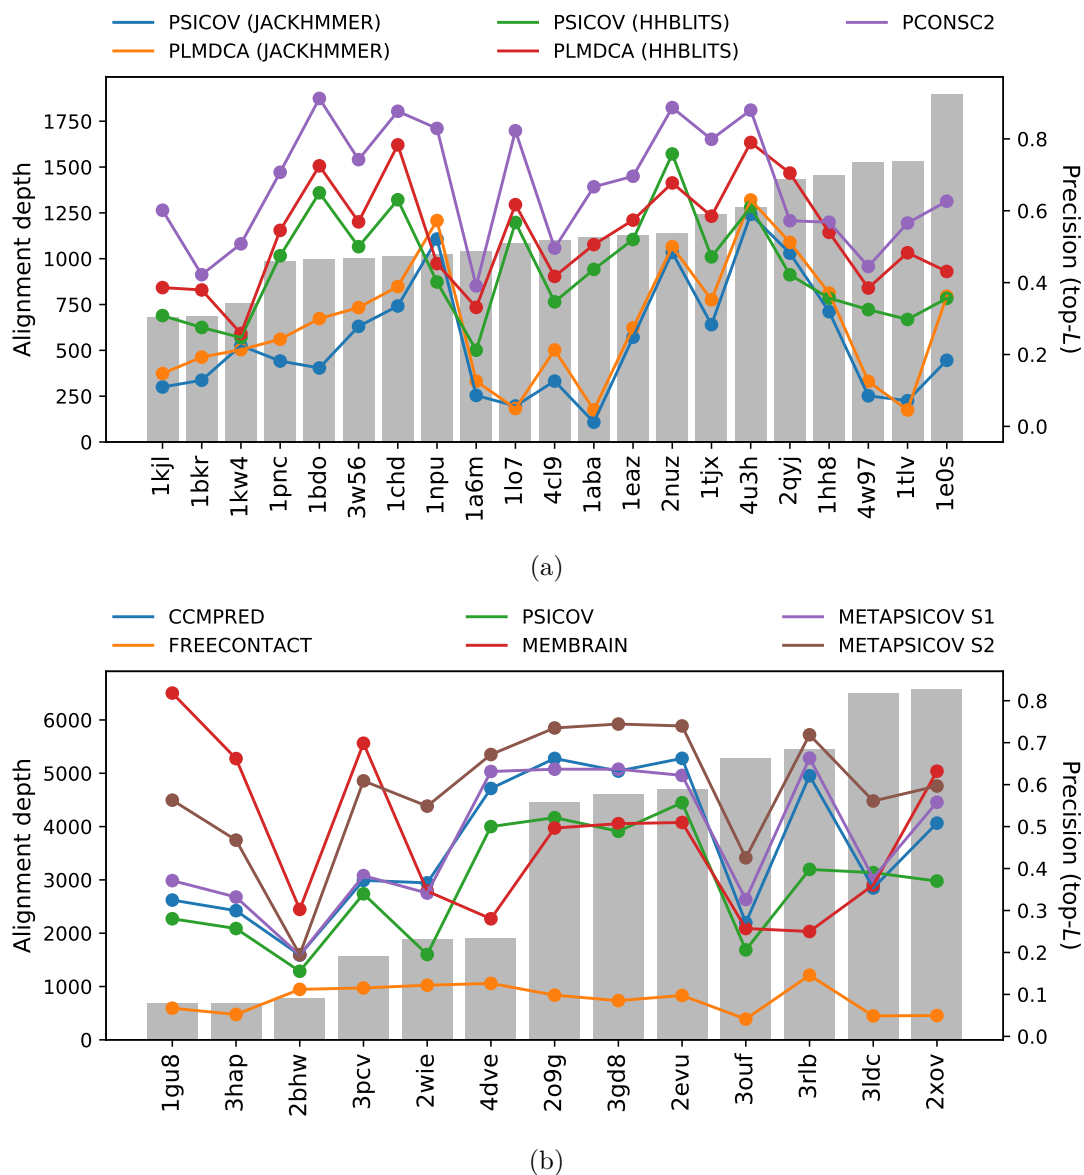 PSICOV (JACKHMMER) PSICOV (HHBLITS) PCONSC2
PLMDCA (JACKHMMER) PLMDCA (HHBLITS)
Alignment depth
1750
1500
1250
1000
750
500
250
0
0.8
0.6
0.4
0.2
0.0
Precision (top-L)
1kjl 1bkr 1kw4 1pnc 1bdo 3w56 1chd 1npu 1a6m 1lo7 4cl9 1aba 1eaz 2nuz 1tjx 4u3h 2qyj 1hh8 4w97 1tlv 1e0s
(a)
CCMPRED PSICOV METAPSICOV S1
FREECONTACT MEMBRAIN METAPSICOV S2
Alignment depth
6000
5000
4000
3000
2000
1000
0
0.8
0.7
0.6
0.5
0.4
0.3
0.2
0.1
0.0
Precision (top-L)
1gu8 3hap 2bhw 3pcv 2wie 4dve 2o9g 3gd8 2evu 3ouf 3rlb 3ldc 2xov
(b)